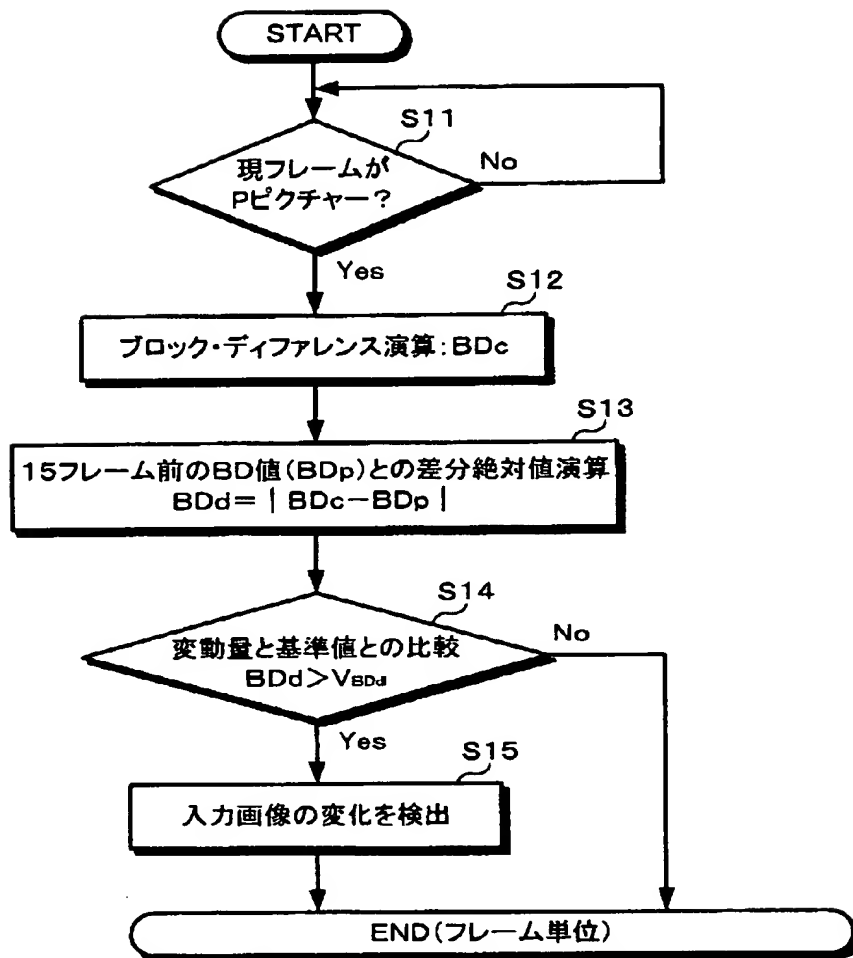 START
S11
現フレームが
Pピクチャー?
No
Yes
S12
ブロック・ディファレンス演算:BDc
S13
15フレーム前のBD値(BDp)との差分絶対値演算
BDd=|BDc-BDp|
S14
変動量と基準値との比較
BDd>VBDd
No
Yes
S15
入力画像の変化を検出
END(フレーム単位)